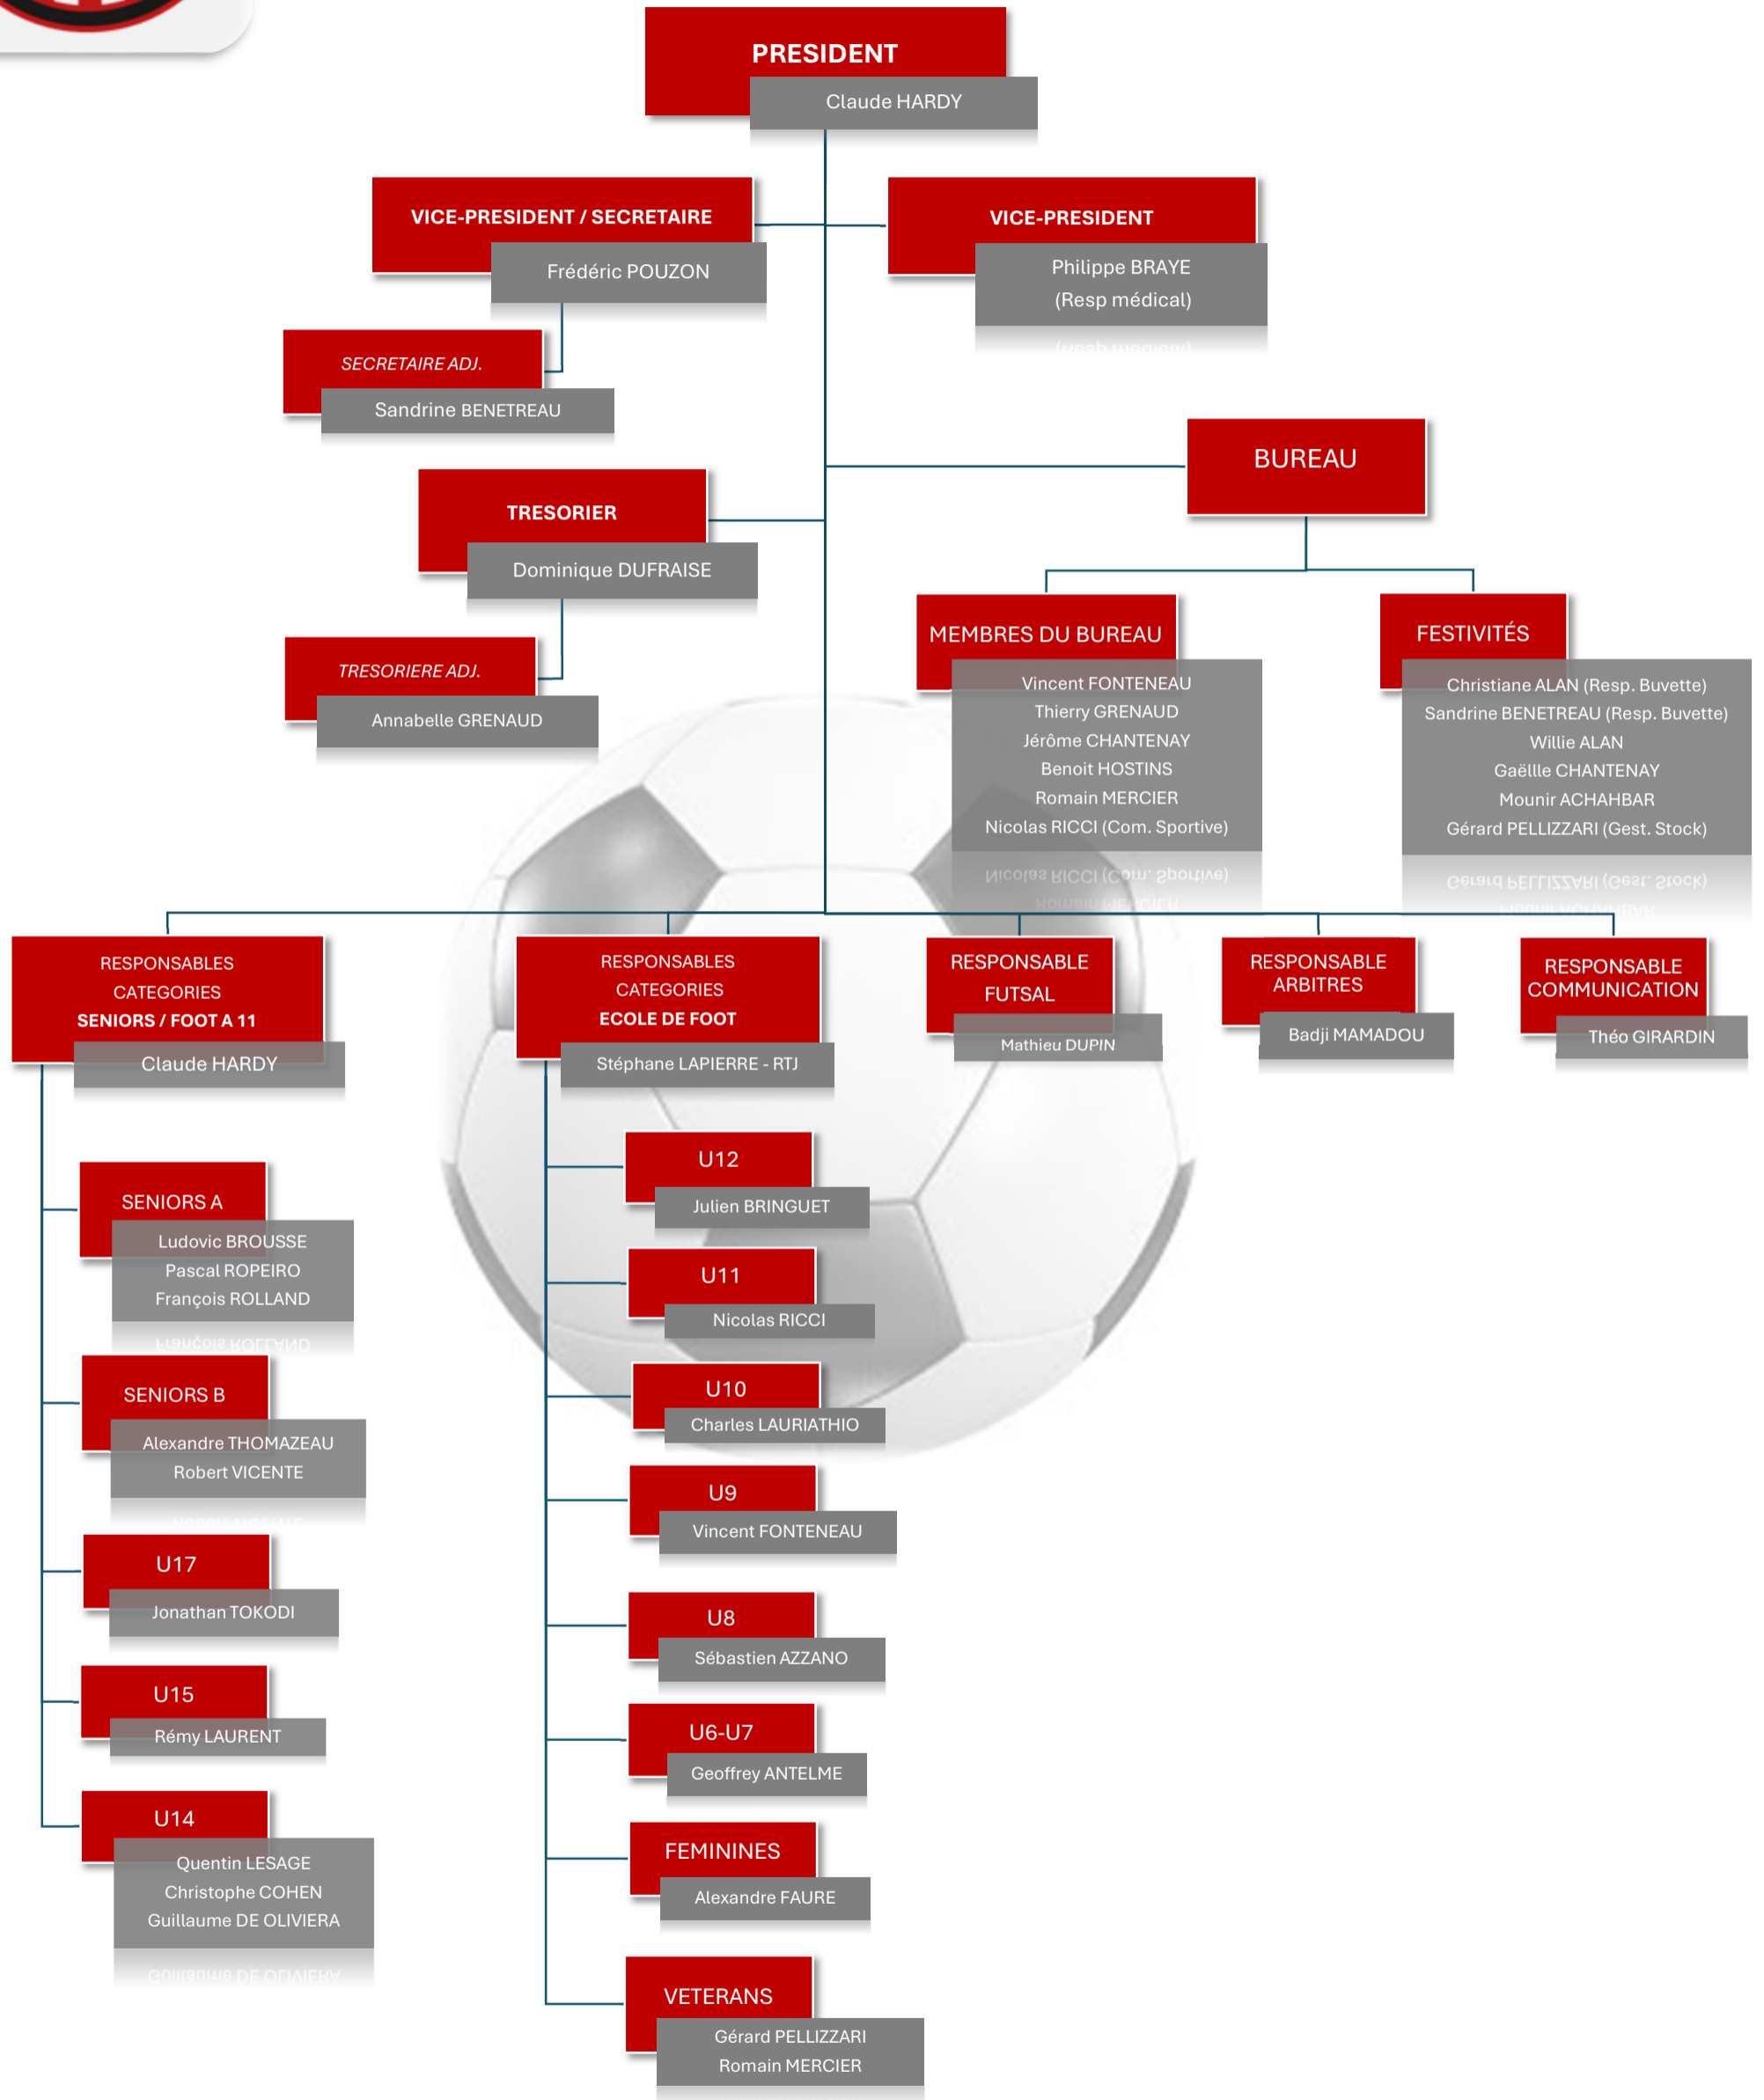 PRESIDENT
Claude HARDY
VICE-PRESIDENT / SECRETAIRE
Frédéric POUZON
VICE-PRESIDENT
Philippe BRAYE
(Resp médical)
SECRETAIRE ADJ.
Sandrine BENETREAU
BUREAU
TRESORIER
Dominique DUFRAISE
TRESORIERE ADJ.
Annabelle GRENAUD
MEMBRES DU BUREAU
Vincent FONTENEAU
Thierry GRENAUD
Jérôme CHANTENAY
Benoit HOSTINS
Romain MERCIER
Nicolas RICCI (Com. Sportive)
FESTIVITÉS
Christiane ALAN (Resp. Buvette)
Sandrine BENETREAU (Resp. Buvette)
Willie ALAN
Gaëllle CHANTENAY
Mounir ACHAHBAR
Gérard PELLIZZARI (Gest. Stock)
RESPONSABLES
CATEGORIES
SENIORS / FOOT A 11
Claude HARDY
RESPONSABLES
CATEGORIES
ECOLE DE FOOT
Stéphane LAPIERRE - RTJ
RESPONSABLE
FUTSAL
Mathieu DUPIN
RESPONSABLE
ARBITRES
Badji MAMADOU
RESPONSABLE
COMMUNICATION
Théo GIRARDIN
SENIORS A
Ludovic BROUSSE
Pascal ROPEIRO
François ROLLAND
SENIORS B
Alexandre THOMAZEAU
Robert VICENTE
U17
Jonathan TOKODI
U15
Rémy LAURENT
U14
Quentin LESAGE
Christophe COHEN
Guillaume DE OLIVIERA
U12
Julien BRINGUET
U11
Nicolas RICCI
U10
Charles LAURIATHIO
U9
Vincent FONTENEAU
U8
Sébastien AZZANO
U6-U7
Geoffrey ANTELME
FEMININES
Alexandre FAURE
VETERANS
Gérard PELLIZZARI
Romain MERCIER